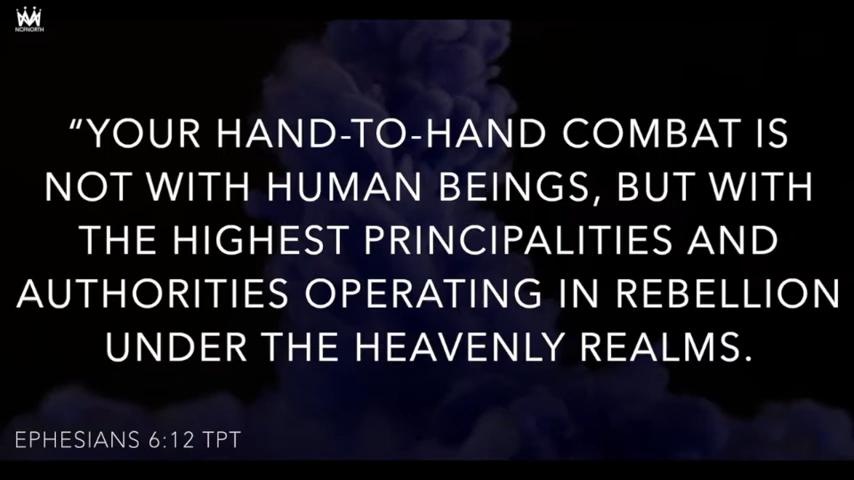 NCFNORTH
“YOUR HAND-TO-HAND COMBAT IS
NOT WITH HUMAN BEINGS, BUT WITH
THE HIGHEST PRINCIPALITIES AND
AUTHORITIES OPERATING IN REBELLION
UNDER THE HEAVENLY REALMS.
EPHESIANS 6:12 TPT